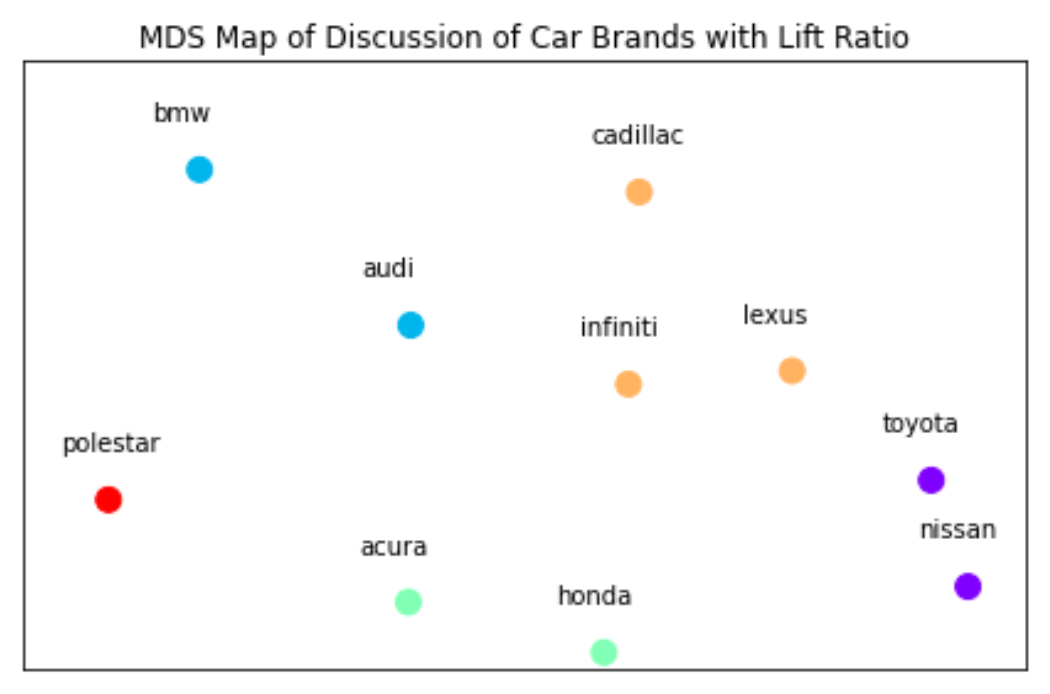 MDS Map of Discussion of Car Brands with Lift Ratio
bmw
cadillac
audi
lexus
infiniti
toyota
polestar
nissan
acura
honda